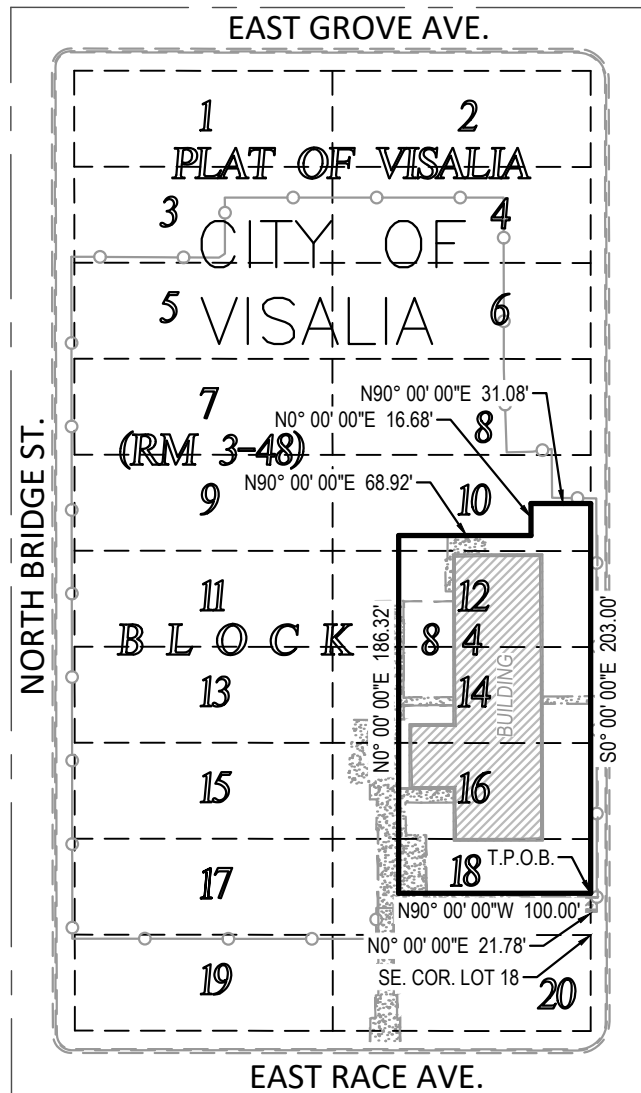 EAST GROVE AVE.
1
2
PLAT OF VISALIA
3
4
CITY OF
5
6
VISALIA
7
N90° 00' 00"E 31.08'
N0° 00' 00"E 16.68'
8
(RM 3-48)
N90° 00' 00"E 68.92'
9
10
11
12
BLOCK 84
13
14
15
16
BUILDING
N0° 00' 00"E 186.32'
S0° 00' 00"E 203.00'
NORTH BRIDGE ST.
17
18
T.P.O.B.
N90° 00' 00"W 100.00'
N0° 00' 00"E 21.78'
SE. COR. LOT 18
19
20
EAST RACE AVE.